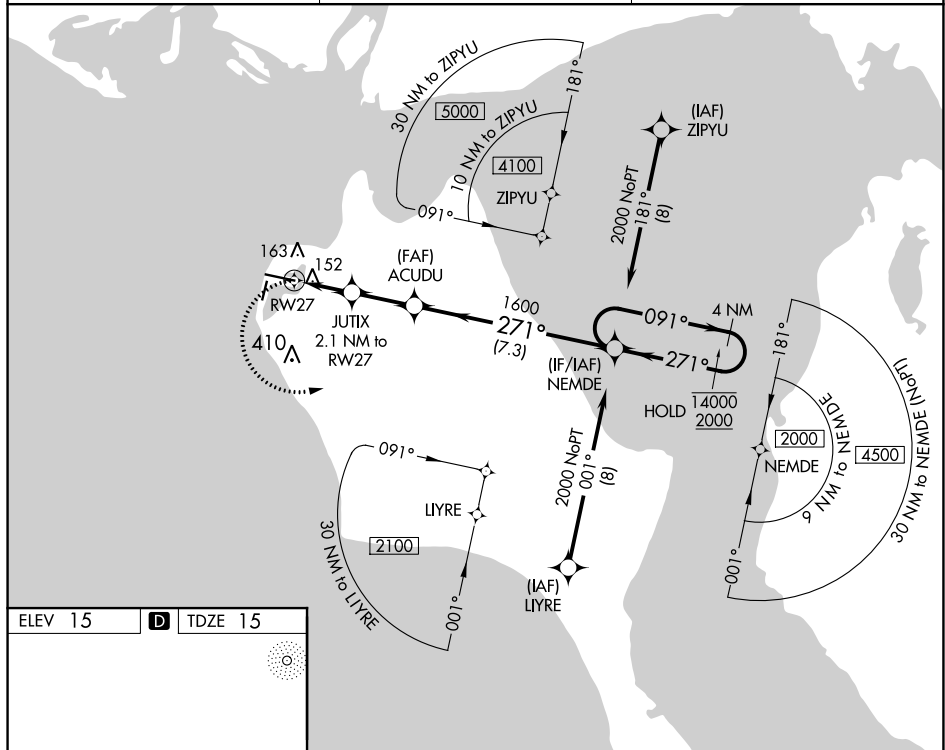 30 NM to ZIPYU
5000
181°
10 NM to ZIPYU
4100
ZIPYU
091°
(IAF)
ZIPYU
2000 NoPT
181°
(8)
163
152
RW27
(FAF)
ACUDU
JUTIX
2.1 NM to
RW27
410
1600
271°
(7.3)
(IF/IAF)
NEMDE
091°
4 NM
271°
HOLD
14000
2000
181°
2000
NEMDE
6 NM to NEMDE
4500
30 NM to NEMDE (NoPT)
001°
091°
LIYRE
2100
30 NM to LIYRE
001°
2000 NoPT
001°
(8)
(IAF)
LIYRE
ELEV 15
D
TDZE 15